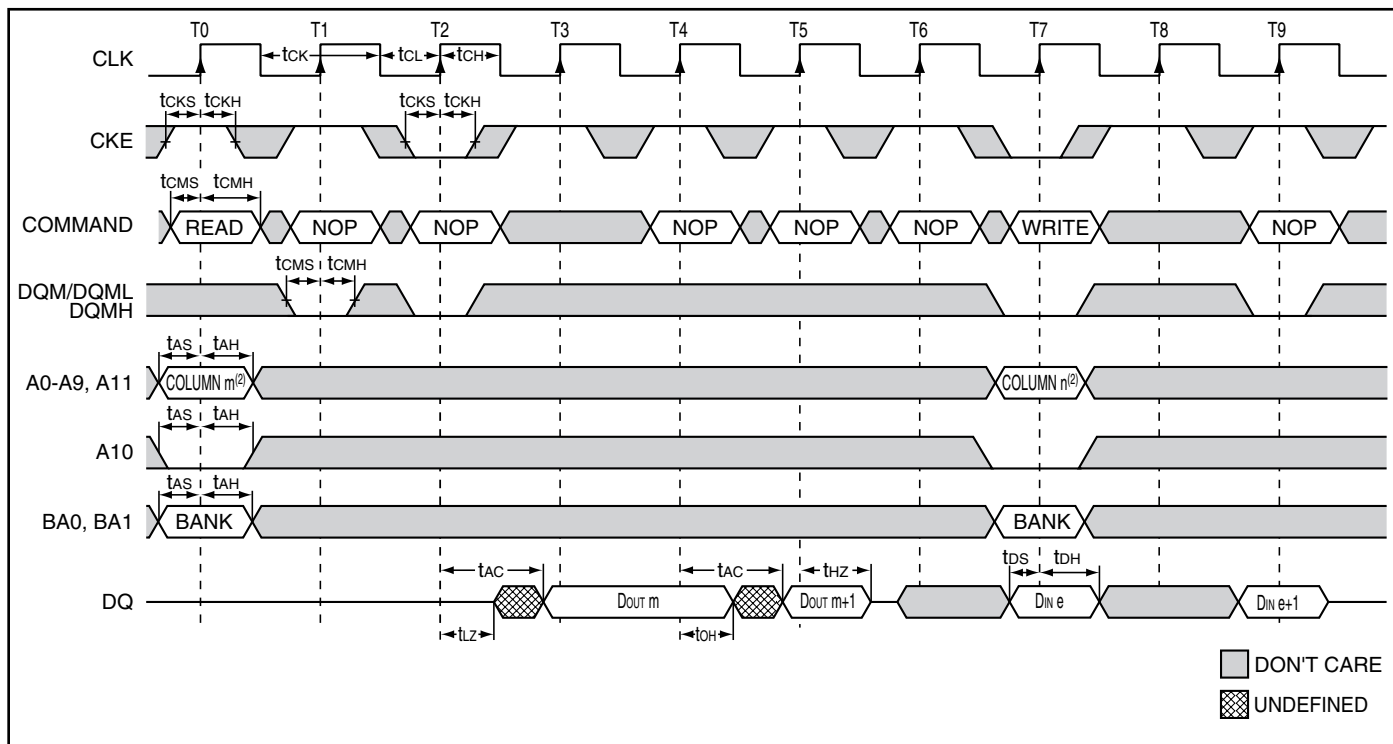 T0 T1 T2 T3 T4 T5 T6 T7 T8 T9
CLK tCK tCL tCH
tCKS tCKH tCKS tCKH
CKE
tCMS tCMH
COMMAND READ NOP NOP NOP NOP NOP WRITE NOP
tCMS tCMH
DQM/DQML
DQMH
tAS tAH
A0-A9, A11 COLUMN m(2) COLUMN n(2)
tAS tAH
A10
tAS tAH
BA0, BA1 BANK BANK
tAC tAC tHZ tDS tDH
DQ DOUT m DOUT m+1 DIN e DIN e+1
tLZ tOH
DON'T CARE
UNDEFINED